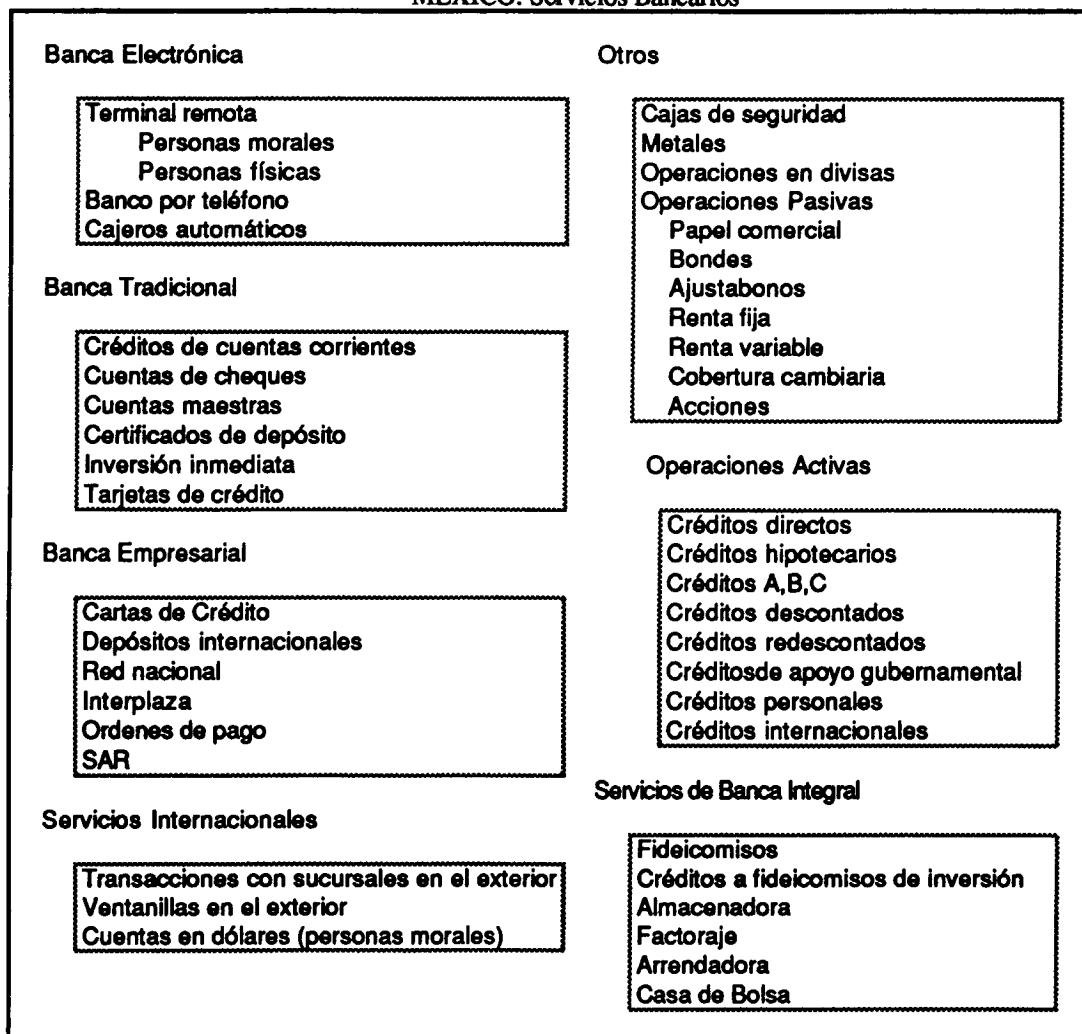 MEXICO: Servicios Bancarios
Banca Electrónica
Terminal remota
Personas morales
Personas físicas
Banco por teléfono
Cajeros automáticos
Banca Tradicional
Créditos de cuentas corrientes
Cuentas de cheques
Cuentas maestras
Certificados de depósito
Inversión inmediata
Tarjetas de crédito
Banca Empresarial
Cartas de Crédito
Depósitos internacionales
Red nacional
Interplaza
Ordenes de pago
SAR
Servicios Internacionales
Transacciones con sucursales en el exterior
Ventanillas en el exterior
Cuentas en dólares (personas morales)
Otros
Cajas de seguridad
Metales
Operaciones en divisas
Operaciones Pasivas
Papel comercial
Bondes
Ajustabonos
Renta fija
Renta variable
Cobertura cambiaria
Acciones
Operaciones Activas
Créditos directos
Créditos hipotecarios
Créditos A,B,C
Créditos descontados
Créditos redescontados
Créditosde apoyo gubernamental
Créditos personales
Créditos internacionales
Servicios de Banca Integral
Fideicomisos
Créditos a fideicomisos de inversión
Almacenadora
Factoraje
Arrendadora
Casa de Bolsa